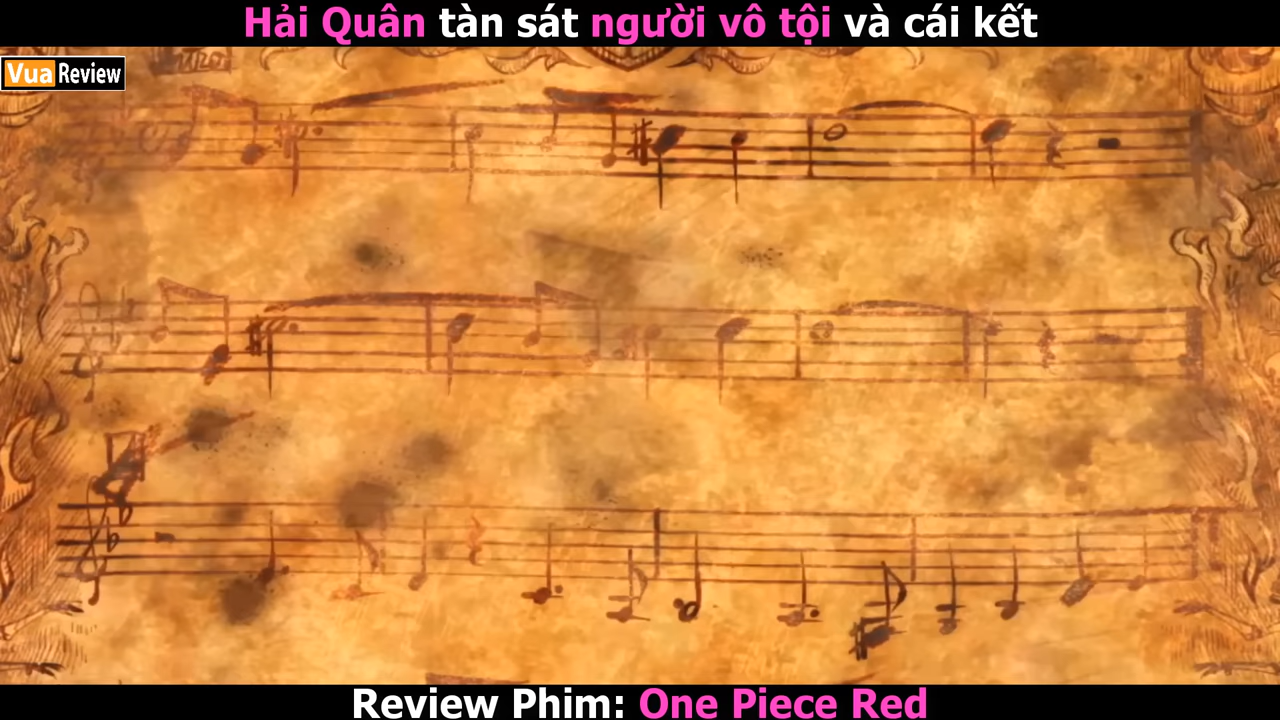 Hải Quân tàn sát người vô tội và cái kết
Vua Review
Review Phim: One Piece Red